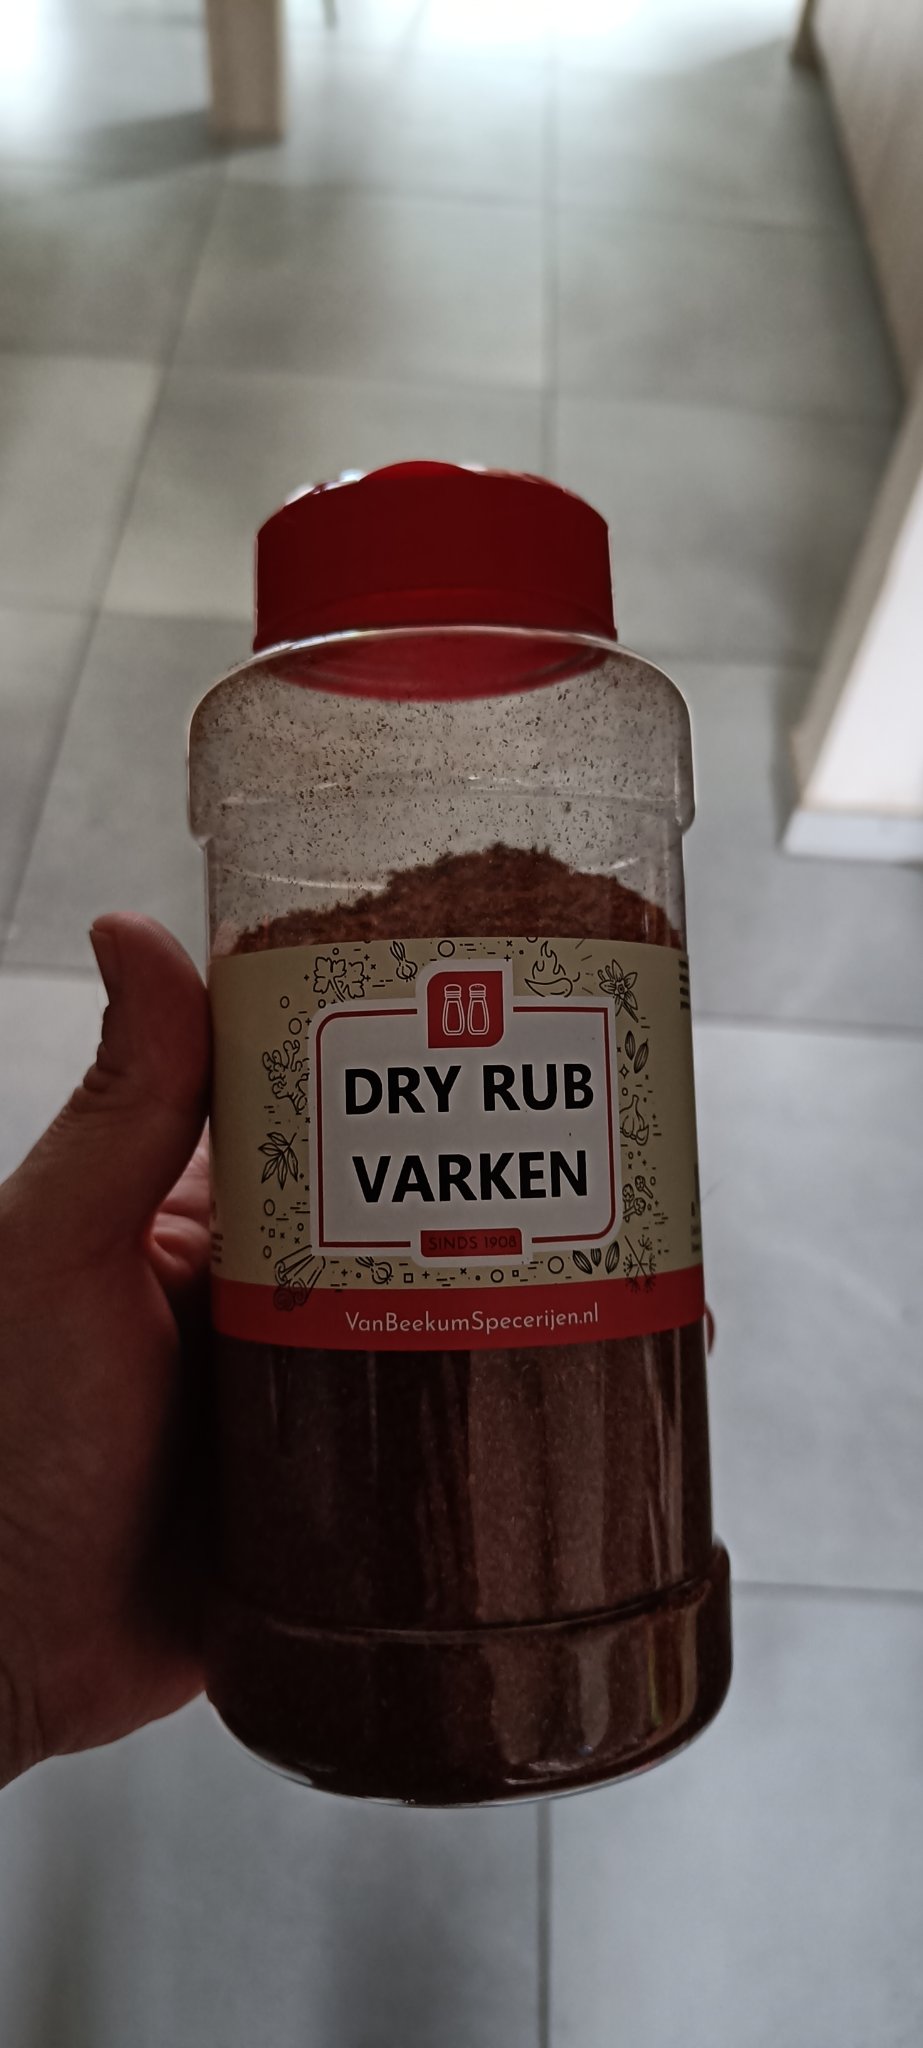 DRY RUB
VARKEN
SINDS 1908
VanBeekumSpecerijen.nl